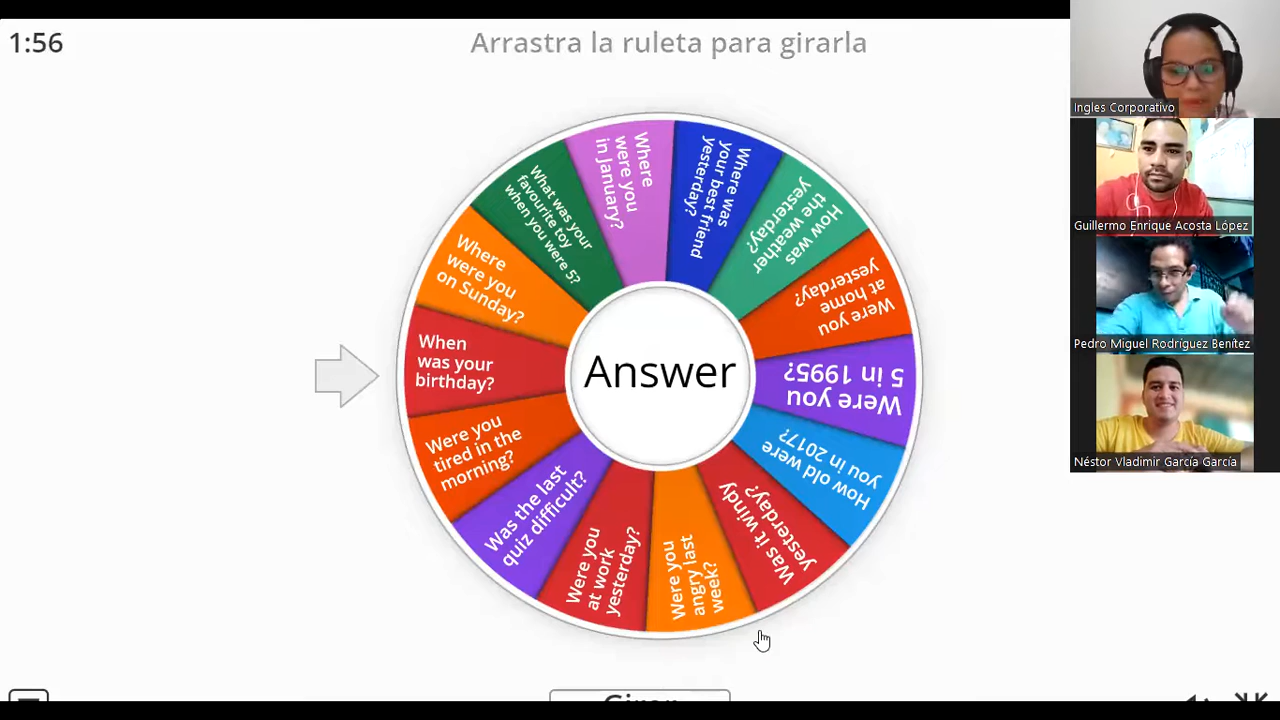 1:56
Arrastra la ruleta para girarla
Where
were you
in January?
Where was
your best friend
yesterday?
How was
the weather
yesterday?
Were you
at home
yesterday?
Were you
5 in 1995?
How old were
you in 2017?
Was it windy
yesterday?
Were you
angry last
week?
Were you
at work
yesterday?
Was the last
quiz difficult?
Were you
tired in the
morning?
When
was your
birthday?
Where
were you
on Sunday?
What was your
favourite toy
when you were 5?
Answer
Ingles Corporativo
Guillermo Enrique Acosta López
Pedro Miguel Rodríguez Benítez
Néstor Vladimir García García